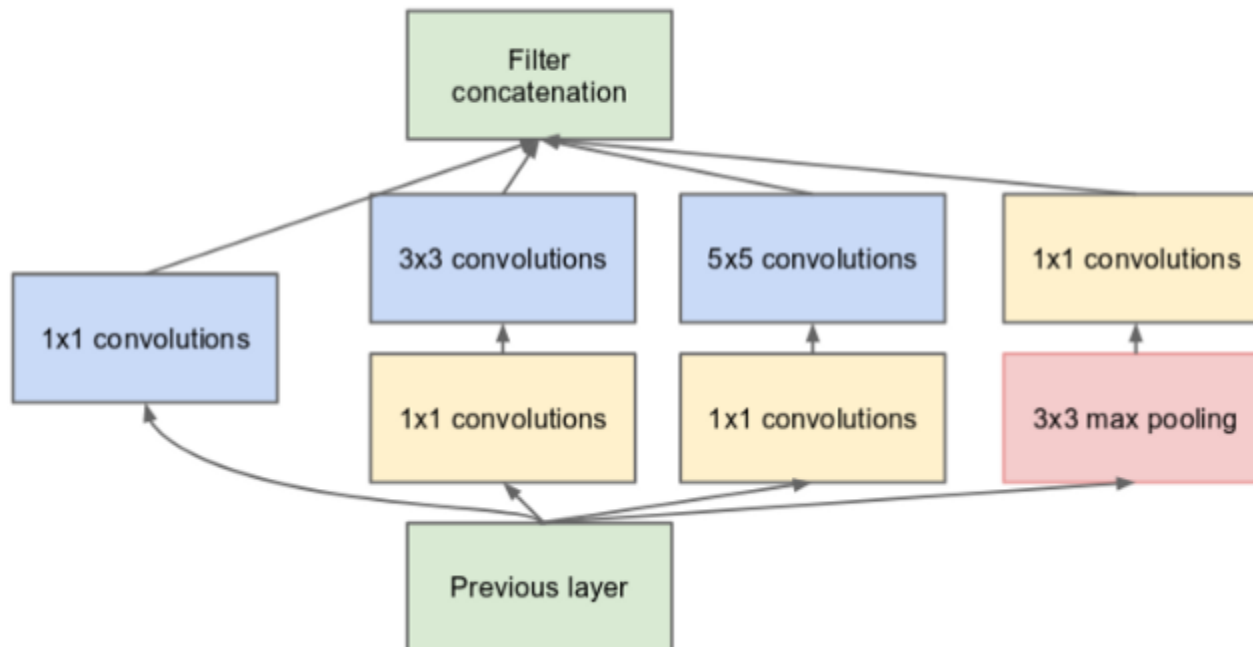 Filter
concatenation
3x3 convolutions
5x5 convolutions
1x1 convolutions
1x1 convolutions
1x1 convolutions
1x1 convolutions
3x3 max pooling
Previous layer